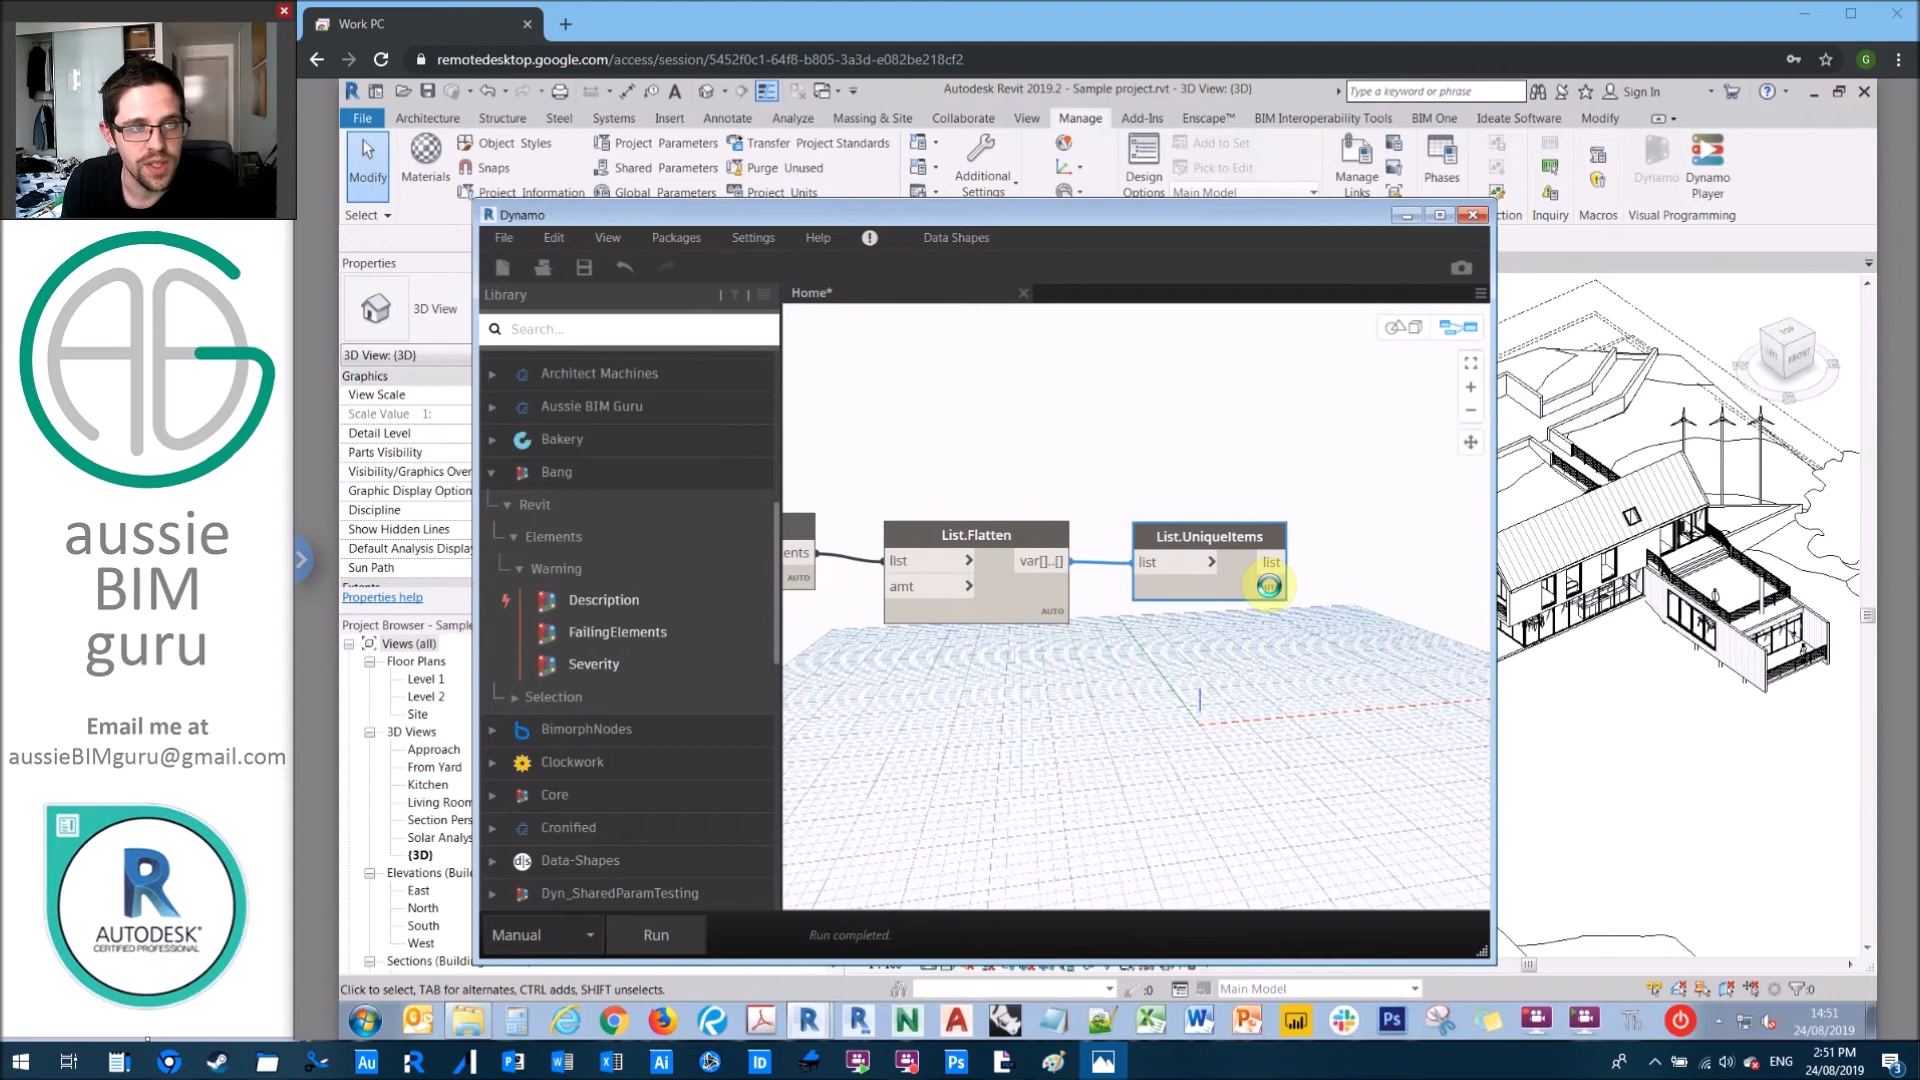 Work PC
remotedesktop.google.com/access/session/5452f0c1-64f8-b805-3a3d-e082be218cf2
G
Autodesk Revit 2019.2 - Sample project.rvt - 3D View: {3D}
Type a keyword or phrase
Sign In
File Architecture Structure Steel Systems Insert Annotate Analyze Massing & Site Collaborate View Manage Add-Ins Enscape™ BIM Interoperability Tools BIM One Ideate Software Modify
Modify
Materials
Object Styles
Snaps
Project Information
Project Parameters
Shared Parameters
Global Parameters
Transfer Project Standards
Purge Unused
Project Units
Additional Settings
Design Options
Add to Set
Pick to Edit
Main Model
Manage Links
Phases
Dynamo
Dynamo Player
Select
Inquiry
Macros
Visual Programming
Properties
3D View
3D View: {3D}
Graphics
View Scale
Scale Value 1:
Detail Level
Parts Visibility
Visibility/Graphics Over
Graphic Display Option
Discipline
Show Hidden Lines
Default Analysis Displa
Sun Path
Extents
Properties help
Project Browser - Sample
Views (all)
Floor Plans
Level 1
Level 2
Site
3D Views
Approach
From Yard
Kitchen
Living Room
Section Pers
Solar Analys
{3D}
Elevations (Buil
East
North
South
West
Sections (Building
Dynamo
File Edit View Packages Settings Help Data Shapes
Library
Home*
Search...
Architect Machines
Aussie BIM Guru
Bakery
Bang
Revit
Elements
Warning
Description
FailingElements
Severity
Selection
BimorphNodes
Clockwork
Core
Cronified
Data-Shapes
Dyn_SharedParamTesting
ents
AUTO
List.Flatten
list
var[]..[]
amt
AUTO
List.UniqueItems
list
list
Manual
Run
Run completed.
TOP
FRONT
Click to select, TAB for alternates, CTRL adds, SHIFT unselects.
:0
Main Model
:0
14:51
24/08/2019
ENG
2:51 PM
24/08/2019
3
aussie
BIM
guru
Email me at
aussieBIMguru@gmail.com
AUTODESK®
CERTIFIED PROFESSIONAL